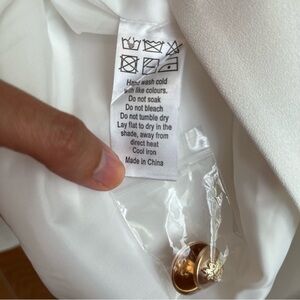 Hand wash cold
with like colours.
Do not soak
Do not bleach
Do not tumble dry
Lay flat to dry in the
shade, away from
direct heat
Cool iron
Made in China